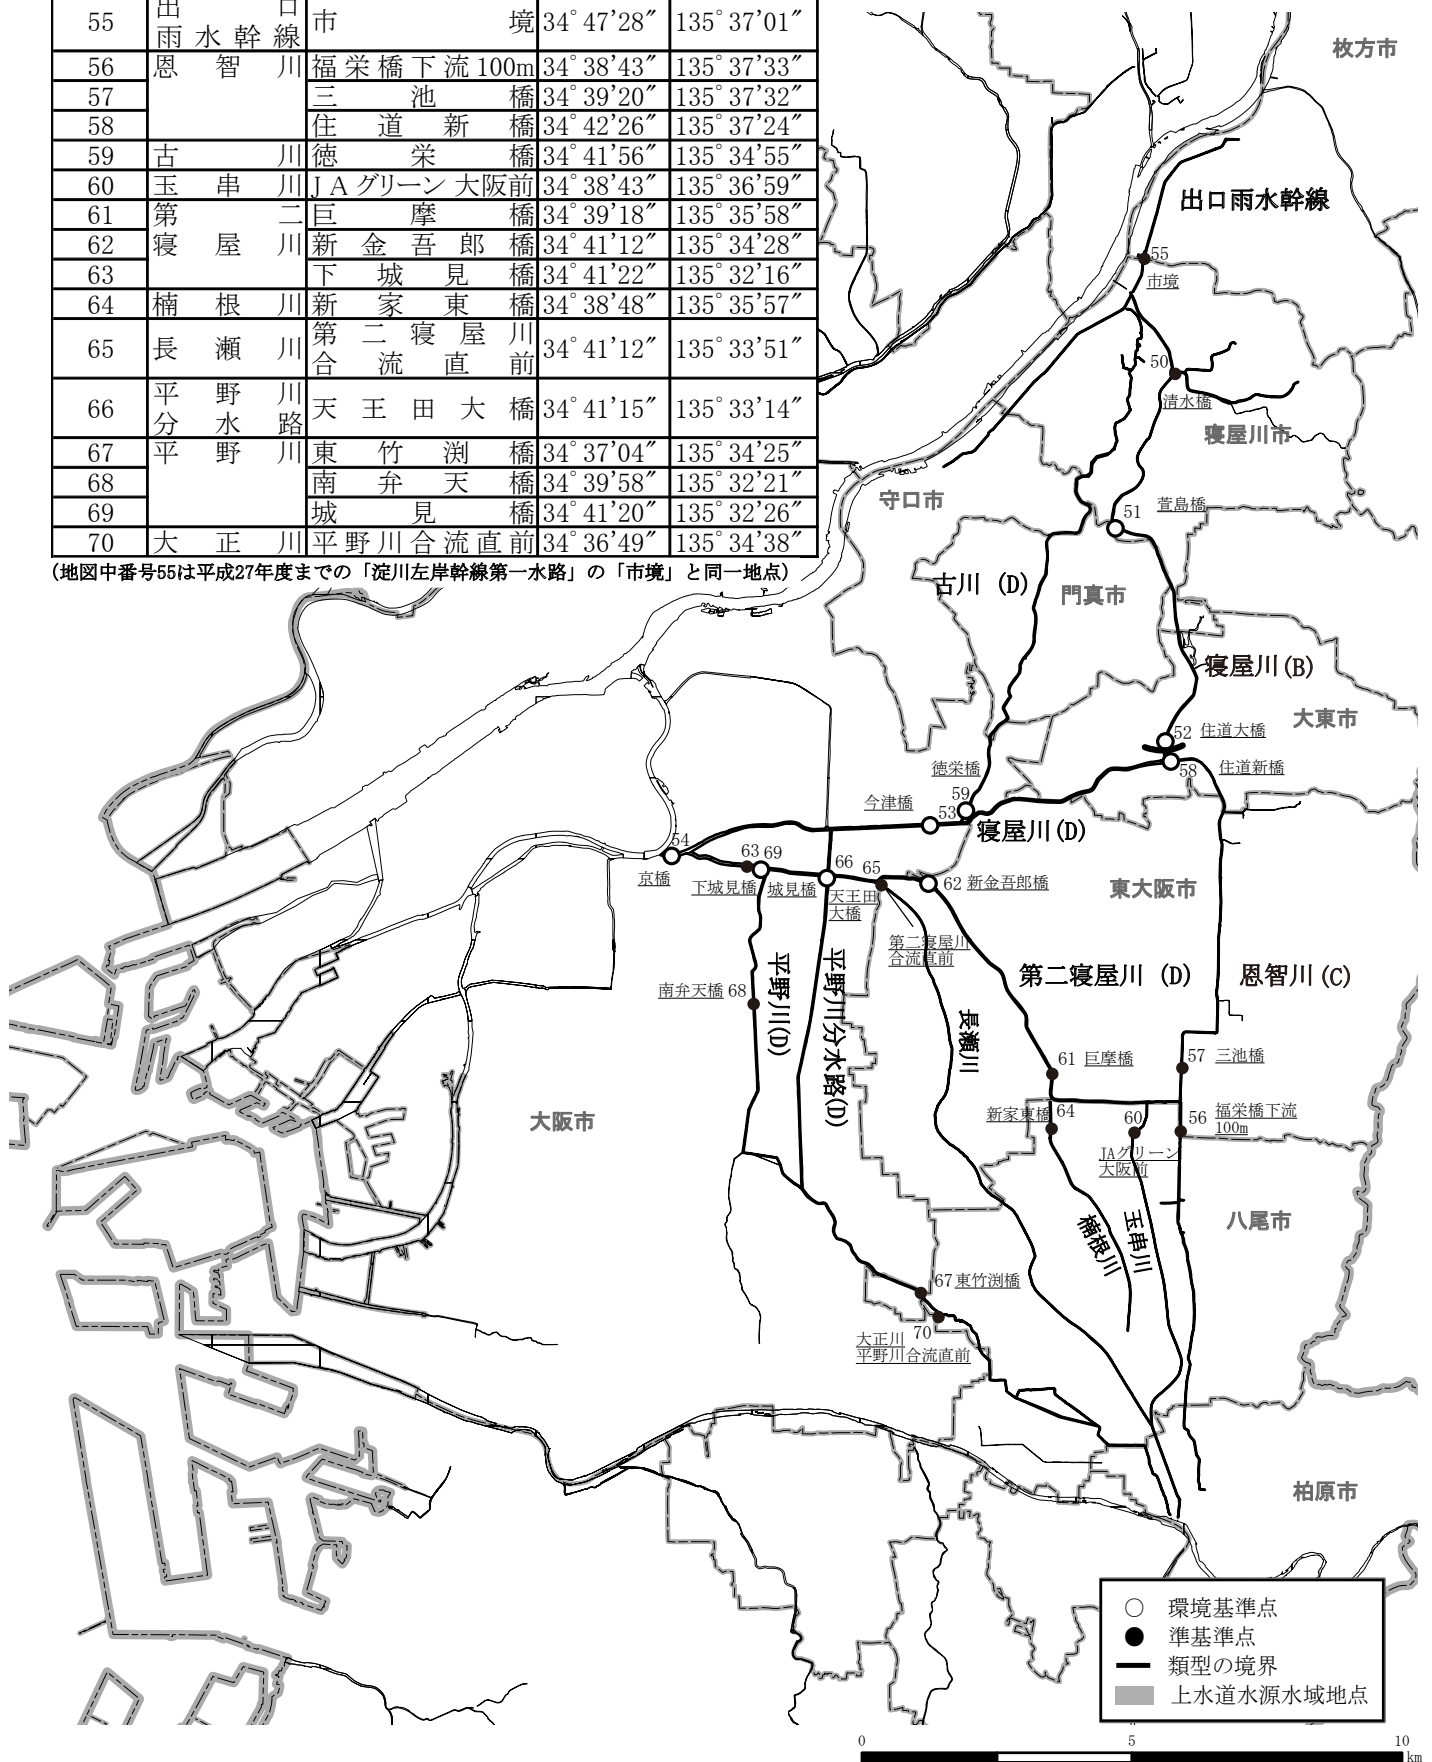 55 出口 市境 34°47′28″ 135°37′01″
雨水幹線
56 恩智川 福栄橋下流100m 34°38′43″ 135°37′33″
57 三池橋 34°39′20″ 135°37′32″
58 住道新橋 34°42′26″ 135°37′24″
59 古川 徳栄橋 34°41′56″ 135°34′55″
60 玉串川 JAグリーン大阪前 34°38′43″ 135°36′59″
61 第二 巨摩橋 34°39′18″ 135°35′58″
62 寝屋川 新金吾郎橋 34°41′12″ 135°34′28″
63 下城見橋 34°41′22″ 135°32′16″
64 楠根川 新家東橋 34°38′48″ 135°35′57″
65 長瀬川 第二寝屋川 34°41′12″ 135°33′51″
合流直前
66 平野川 天王田大橋 34°41′15″ 135°33′14″
分水路
67 平野川 東竹渕橋 34°37′04″ 135°34′25″
68 南弁天橋 34°39′58″ 135°32′21″
69 城見橋 34°41′20″ 135°32′26″
70 大正川 平野川合流直前 34°36′49″ 135°34′38″
(地図中番号55は平成27年度までの「淀川左岸幹線第一水路」の「市境」と同一地点)
枚方市
出口雨水幹線
55
市境
50
清水橋
寝屋川市
守口市
51
萱島橋
古川 (D)
門真市
寝屋川(B)
大東市
52 住道大橋
58 住道新橋
徳栄橋
59
今津橋
53
寝屋川(D)
54
京橋
63
下城見橋
69
城見橋
66
天王田
大橋
65
第二寝屋川
合流直前
62 新金吾郎橋
東大阪市
第二寝屋川 (D)
恩智川(C)
南弁天橋 68
平野川(D)
平野川分水路(D)
長瀬川
61 巨摩橋
57 三池橋
大阪市
新家東橋 64
60
JAグリーン
大阪前
56 福栄橋下流
100m
楠根川
玉串川
八尾市
67 東竹渕橋
70
大正川
平野川合流直前
柏原市
○ 環境基準点
● 準基準点
類型の境界
上水道水源水域地点
0 5 10
km